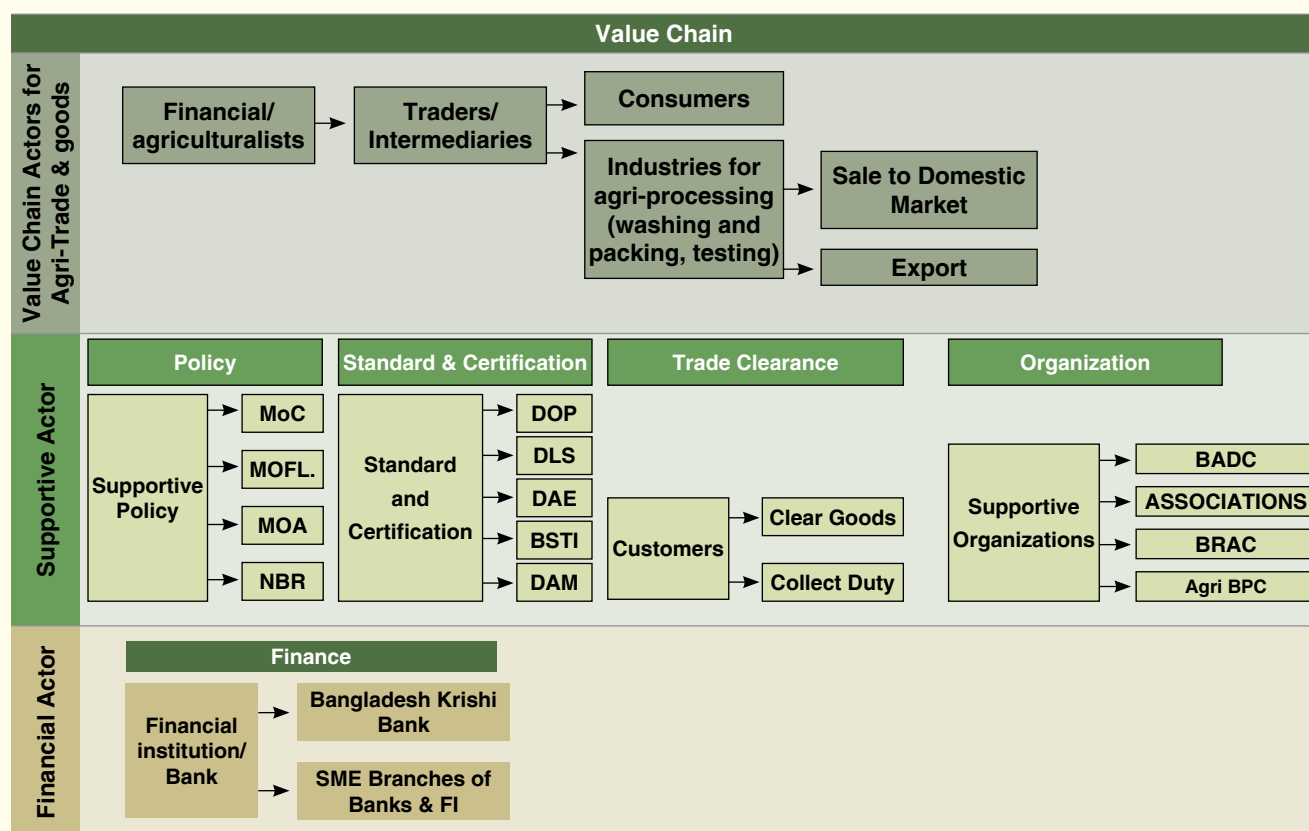 Value Chain
Value Chain Actors for
Agri-Trade & goods
Financial/
agriculturalists
Traders/
Intermediaries
Consumers
Industries for
agri-processing
(washing and
packing, testing)
Sale to Domestic
Market
Export
Supportive Actor
Policy
Supportive
Policy
MoC
MOFL.
MOA
NBR
Standard & Certification
Standard
and
Certification
DOP
DLS
DAE
BSTI
DAM
Trade Clearance
Customers
Clear Goods
Collect Duty
Organization
Supportive
Organizations
BADC
ASSOCIATIONS
BRAC
Agri BPC
Financial Actor
Finance
Financial
institution/
Bank
Bangladesh Krishi
Bank
SME Branches of
Banks & FI